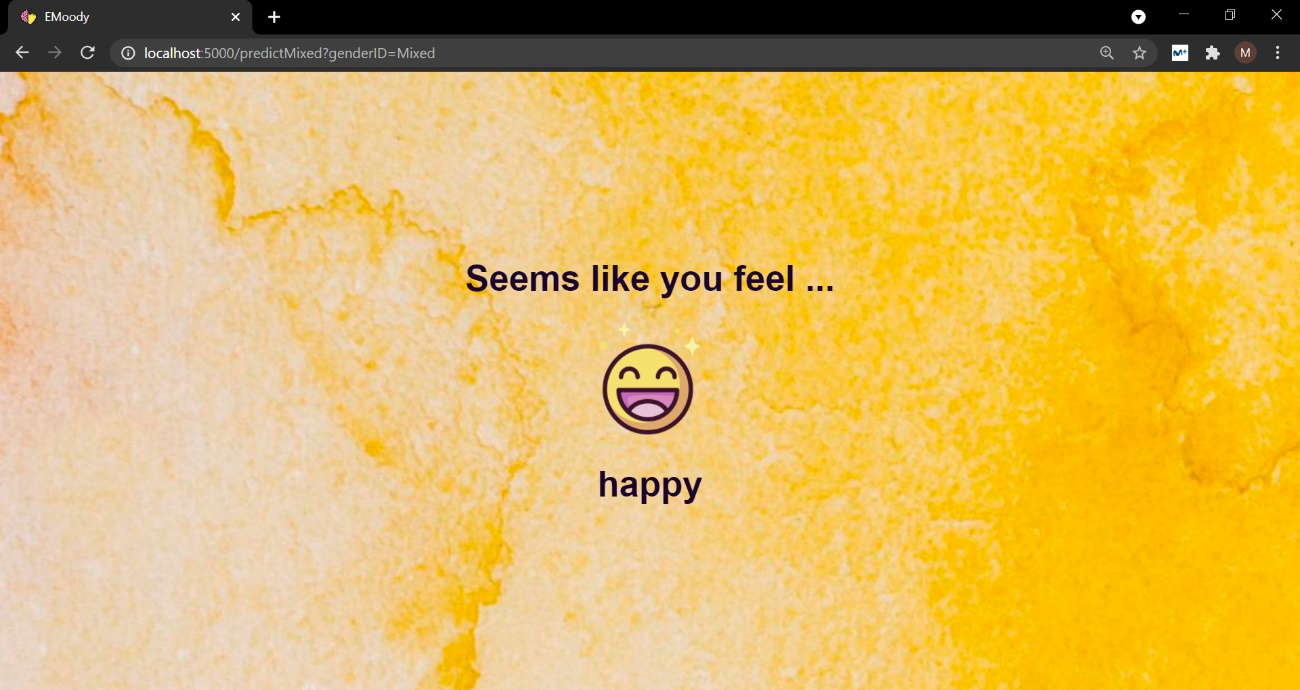 EMoody
localhost:5000/predictMixed?genderID=Mixed
M
Seems like you feel ...
happy